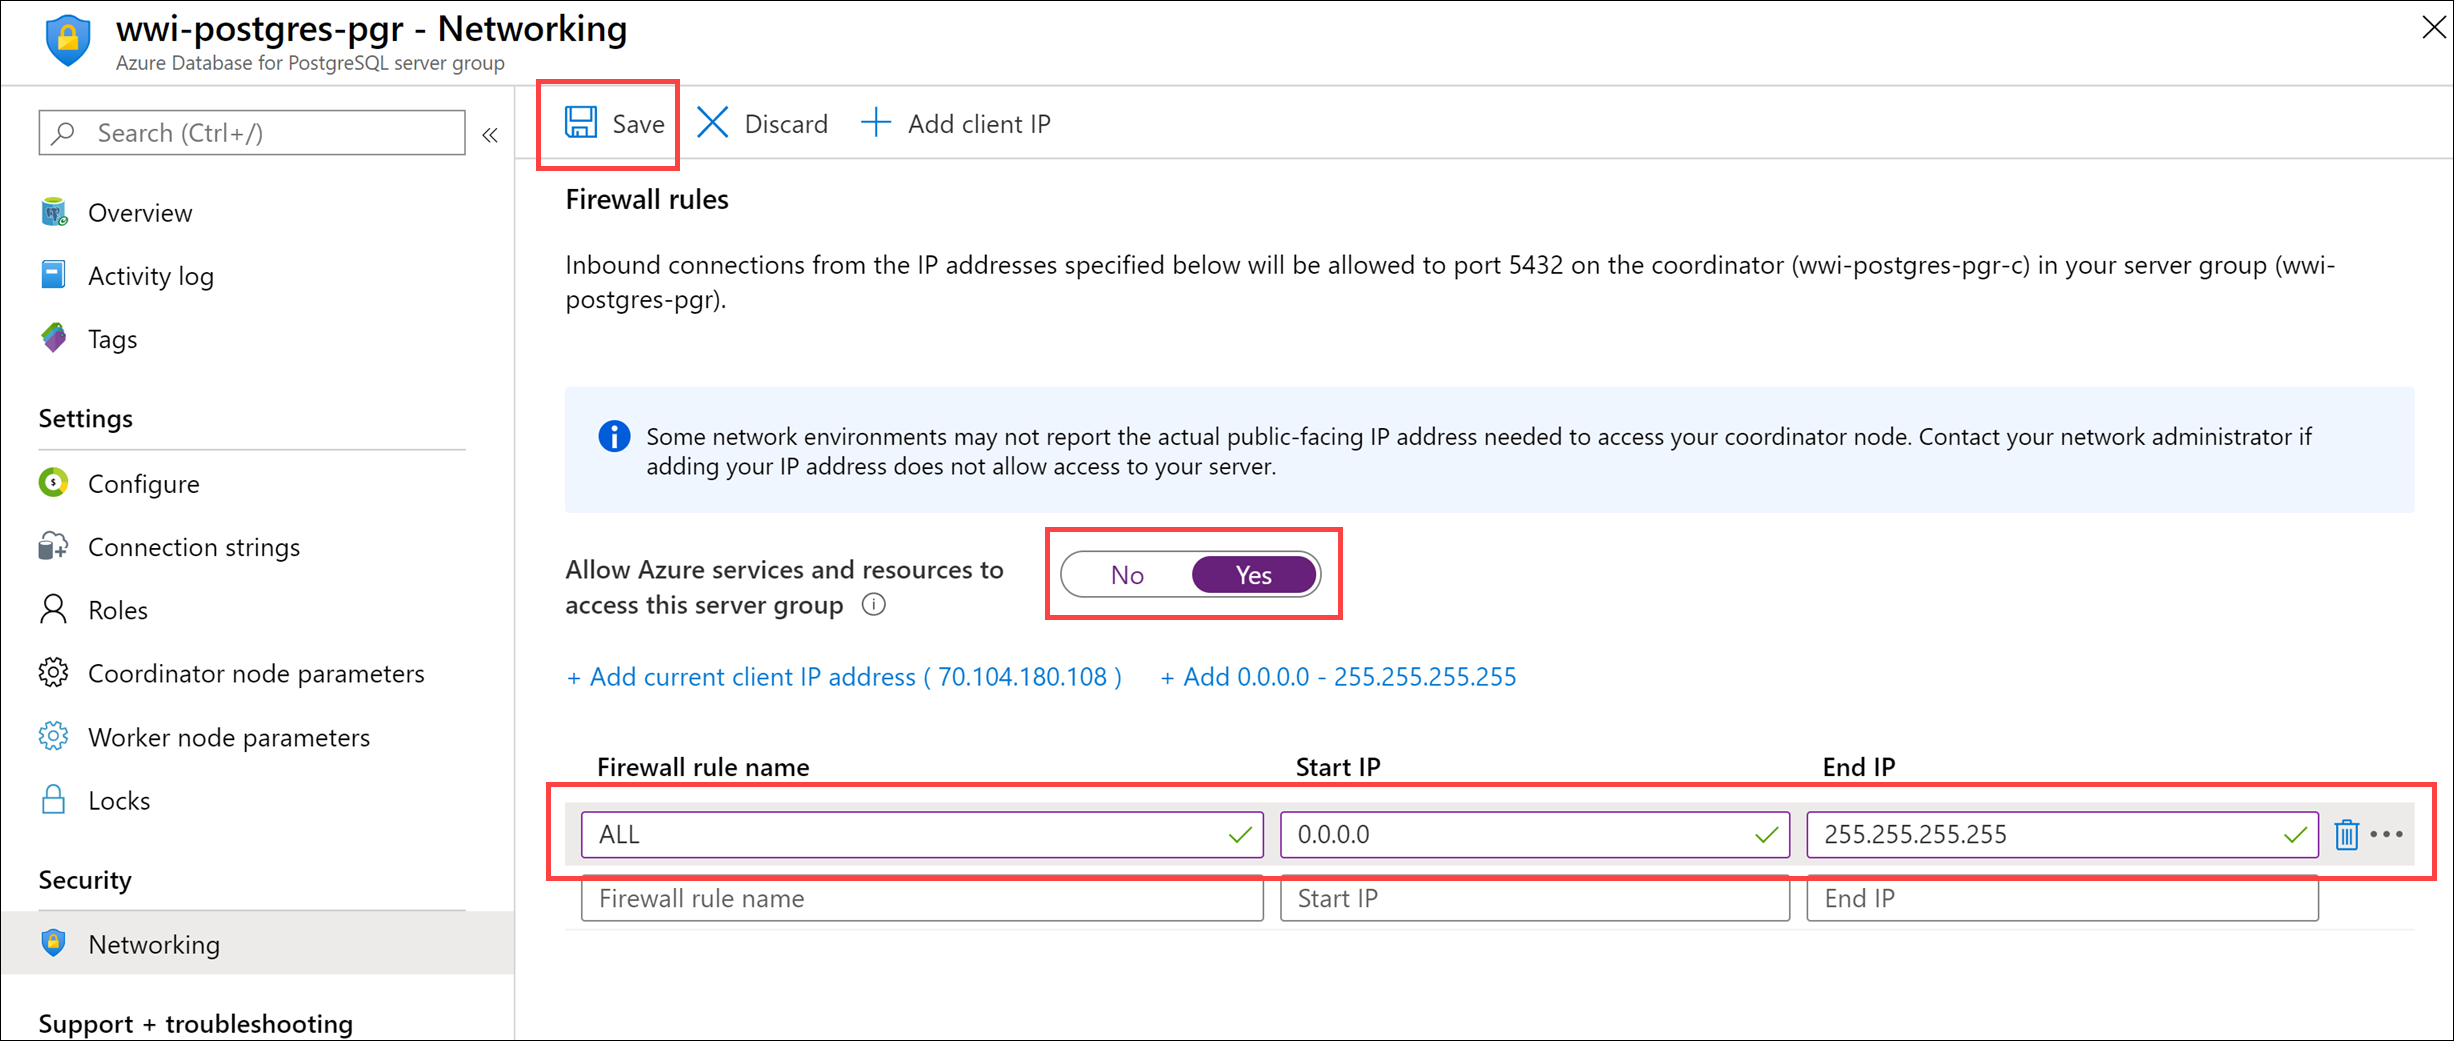 wwi-postgres-pgr - Networking
Azure Database for PostgreSQL server group
Search (Ctrl+/)
«
Overview
Activity log
Tags
Settings
Configure
Connection strings
Roles
Coordinator node parameters
Worker node parameters
Locks
Security
Networking
Support + troubleshooting
Save
Discard
Add client IP
Firewall rules
Inbound connections from the IP addresses specified below will be allowed to port 5432 on the coordinator (wwi-postgres-pgr-c) in your server group (wwi-
postgres-pgr).
Some network environments may not report the actual public-facing IP address needed to access your coordinator node. Contact your network administrator if
adding your IP address does not allow access to your server.
Allow Azure services and resources to
access this server group
No Yes
+ Add current client IP address ( 70.104.180.108 ) + Add 0.0.0.0 - 255.255.255.255
Firewall rule name Start IP End IP
ALL 0.0.0.0 255.255.255.255
Firewall rule name Start IP End IP